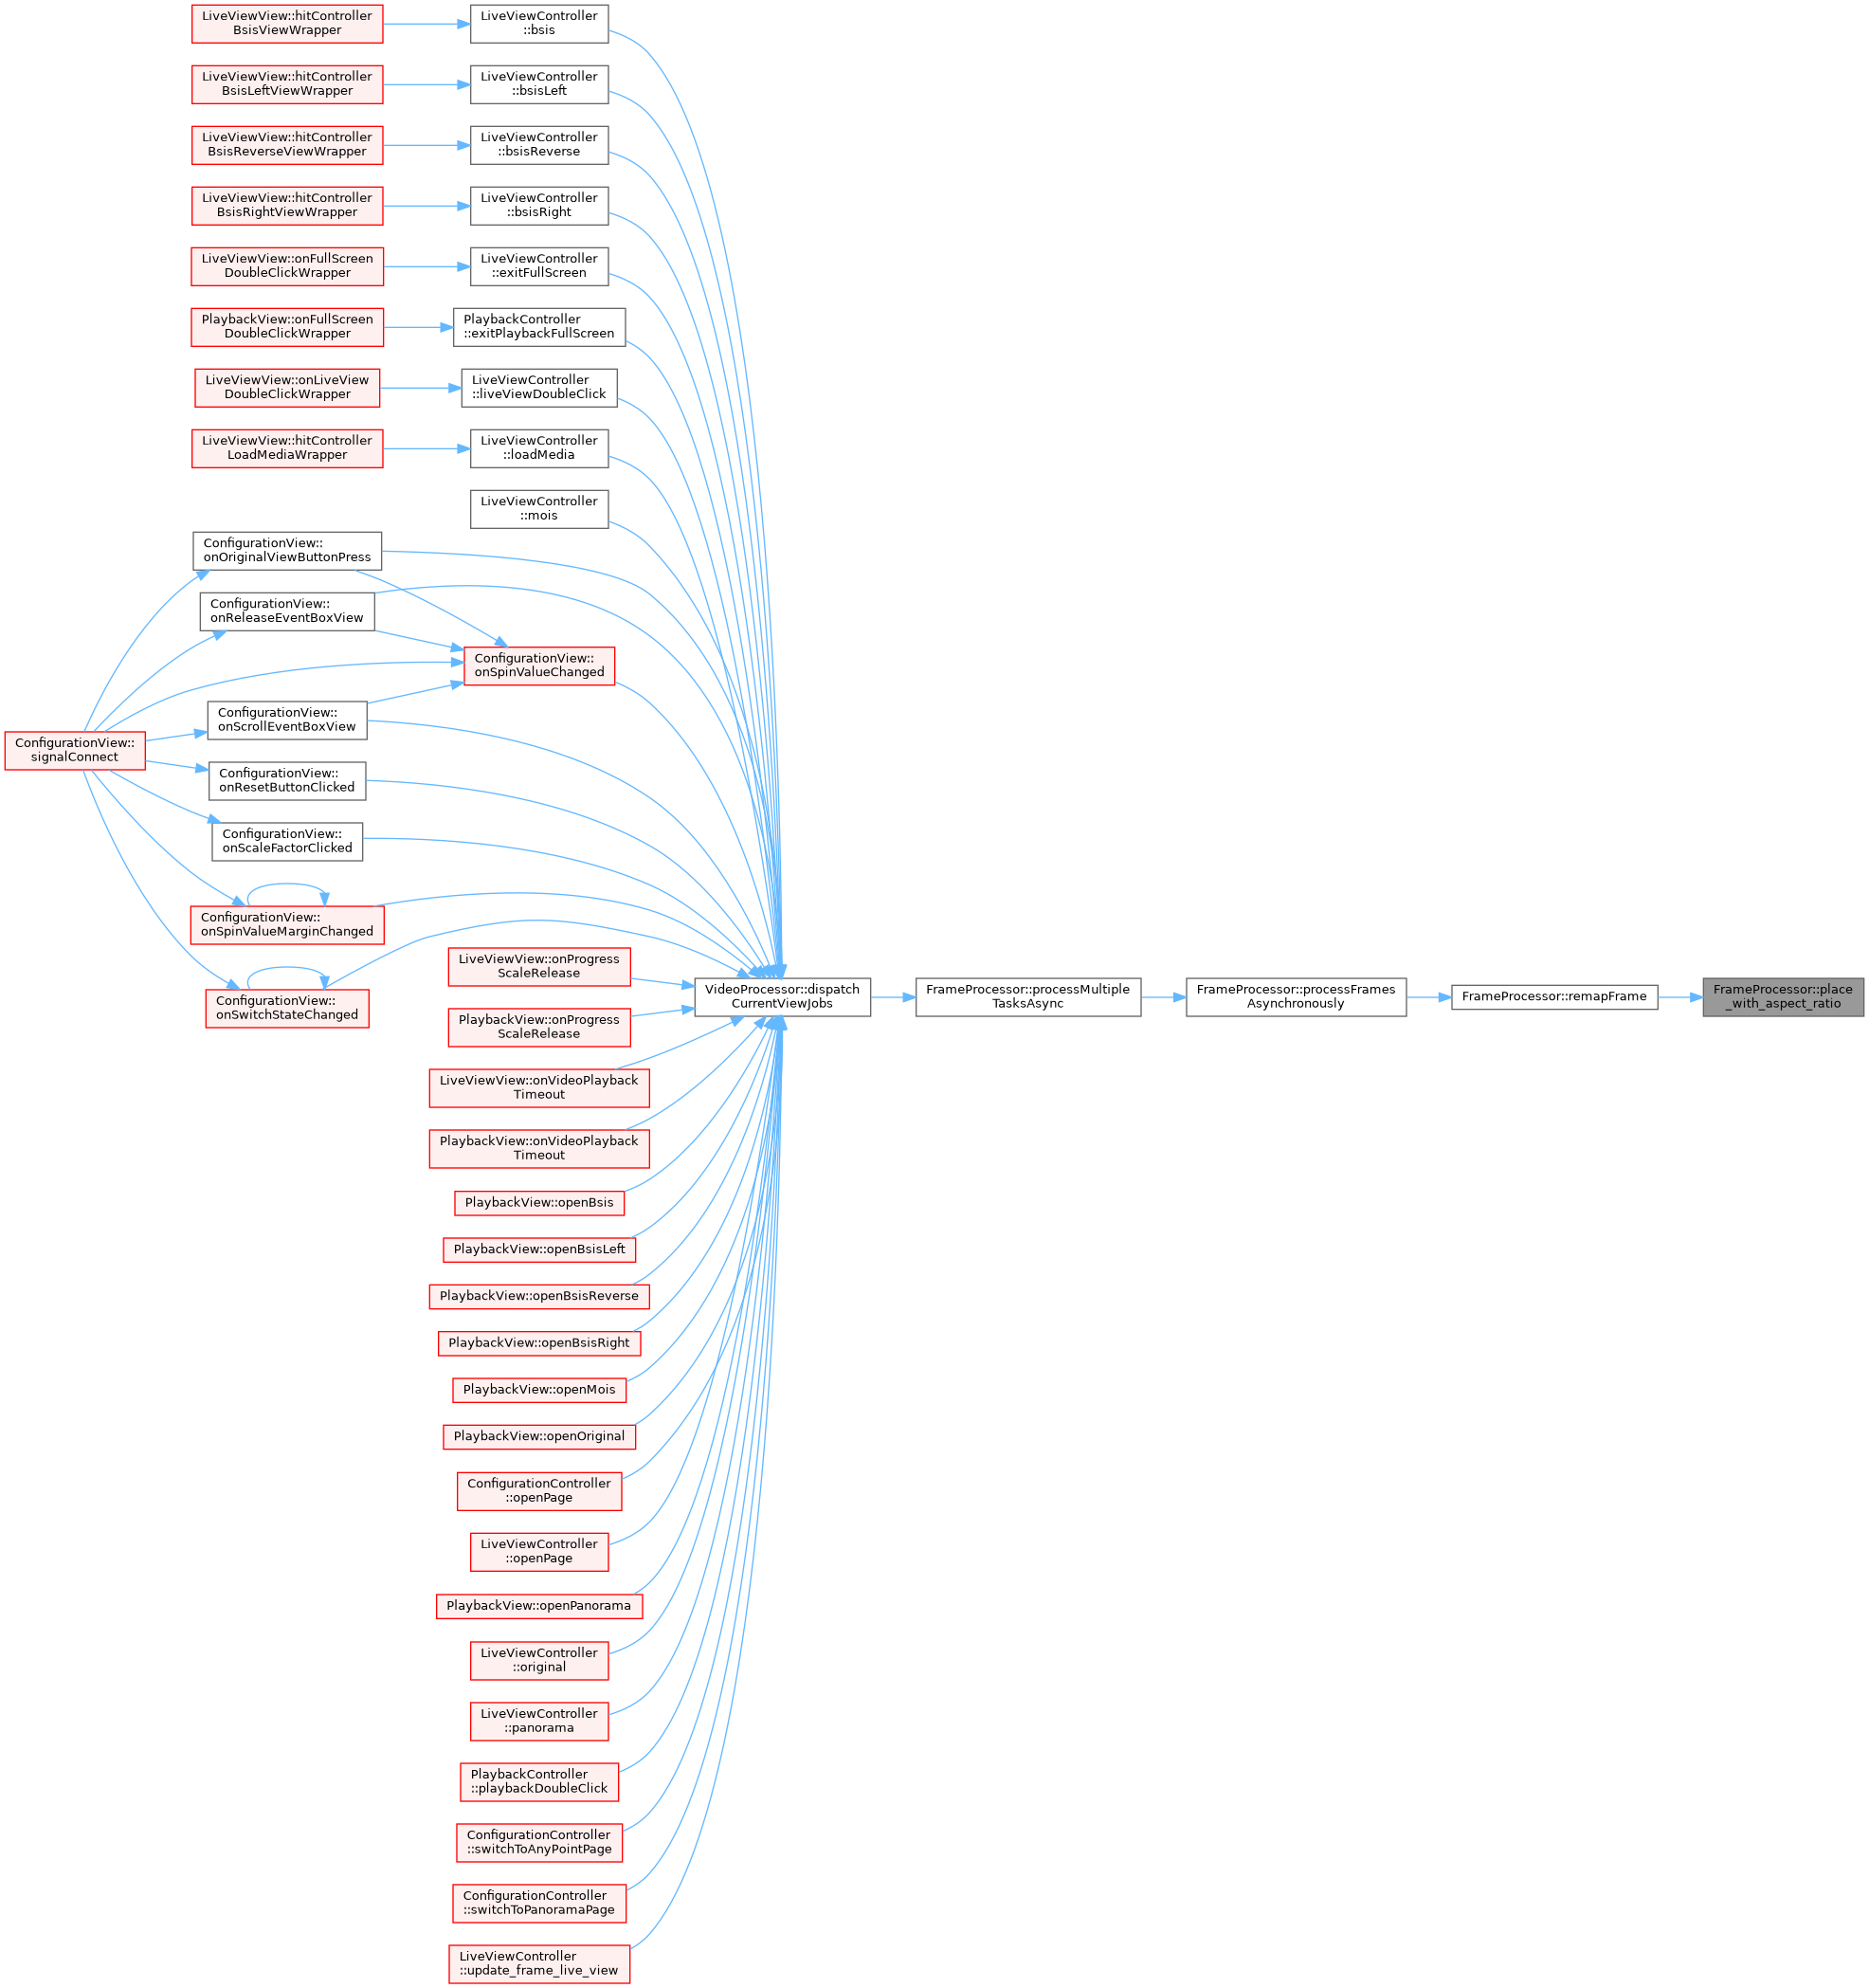 LiveViewView::hitController
BsisViewWrapper
LiveViewController
::bsis
LiveViewView::hitController
BsisLeftViewWrapper
LiveViewController
::bsisLeft
LiveViewView::hitController
BsisReverseViewWrapper
LiveViewController
::bsisReverse
LiveViewView::hitController
BsisRightViewWrapper
LiveViewController
::bsisRight
LiveViewView::onFullScreen
DoubleClickWrapper
LiveViewController
::exitFullScreen
PlaybackView::onFullScreen
DoubleClickWrapper
PlaybackController
::exitPlaybackFullScreen
LiveViewView::onLiveView
DoubleClickWrapper
LiveViewController
::liveViewDoubleClick
LiveViewView::hitController
LoadMediaWrapper
LiveViewController
::loadMedia
LiveViewController
::mois
ConfigurationView::
onOriginalViewButtonPress
ConfigurationView::
onReleaseEventBoxView
ConfigurationView::
onSpinValueChanged
ConfigurationView::
onScrollEventBoxView
ConfigurationView::
signalConnect
ConfigurationView::
onResetButtonClicked
ConfigurationView::
onScaleFactorClicked
ConfigurationView::
onSpinValueMarginChanged
ConfigurationView::
onSwitchStateChanged
LiveViewView::onProgress
ScaleRelease
VideoProcessor::dispatch
CurrentViewJobs
FrameProcessor::processMultiple
TasksAsync
FrameProcessor::processFrames
Asynchronously
FrameProcessor::remapFrame
FrameProcessor::place
_with_aspect_ratio
PlaybackView::onProgress
ScaleRelease
LiveViewView::onVideoPlayback
Timeout
PlaybackView::onVideoPlayback
Timeout
PlaybackView::openBsis
PlaybackView::openBsisLeft
PlaybackView::openBsisReverse
PlaybackView::openBsisRight
PlaybackView::openMois
PlaybackView::openOriginal
ConfigurationController
::openPage
LiveViewController
::openPage
PlaybackView::openPanorama
LiveViewController
::original
LiveViewController
::panorama
PlaybackController
::playbackDoubleClick
ConfigurationController
::switchToAnyPointPage
ConfigurationController
::switchToPanoramaPage
LiveViewController
::update_frame_live_view